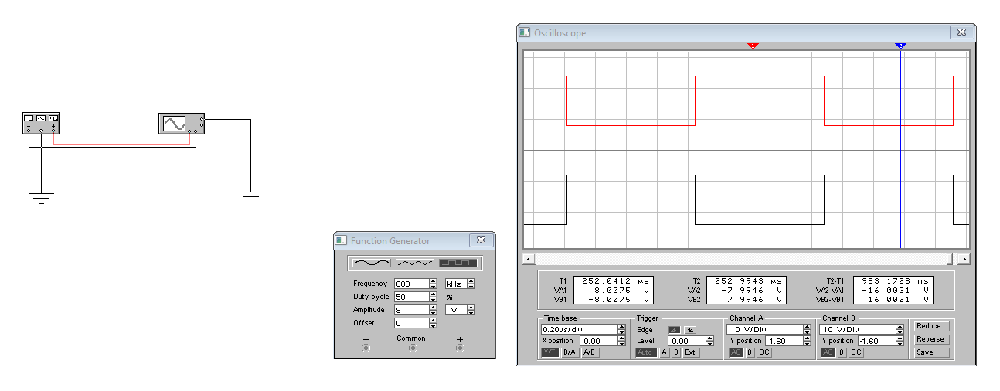 Oscilloscope
1
2
- +
Function Generator
Frequency 600 kHz
Duty cycle 50 %
Amplitude 8 V
Offset 0
− Common +
T1 252.0412 µs T2 252.9943 µs T2-T1 953.1723 ns
VA1 8.0075 V VA2 -7.9946 V VA2-VA1 -16.0021 V
VB1 -8.0075 V VB2 7.9946 V VB2-VB1 16.0021 V
Time base Trigger Channel A Channel B
0.20µs/div Edge 10 V/Div 10 V/Div Reduce
X position 0.00 Level 0.00 Y position 1.60 Y position -1.60 Reverse
Y/T B/A A/B Auto A B Ext AC 0 DC AC 0 DC Save